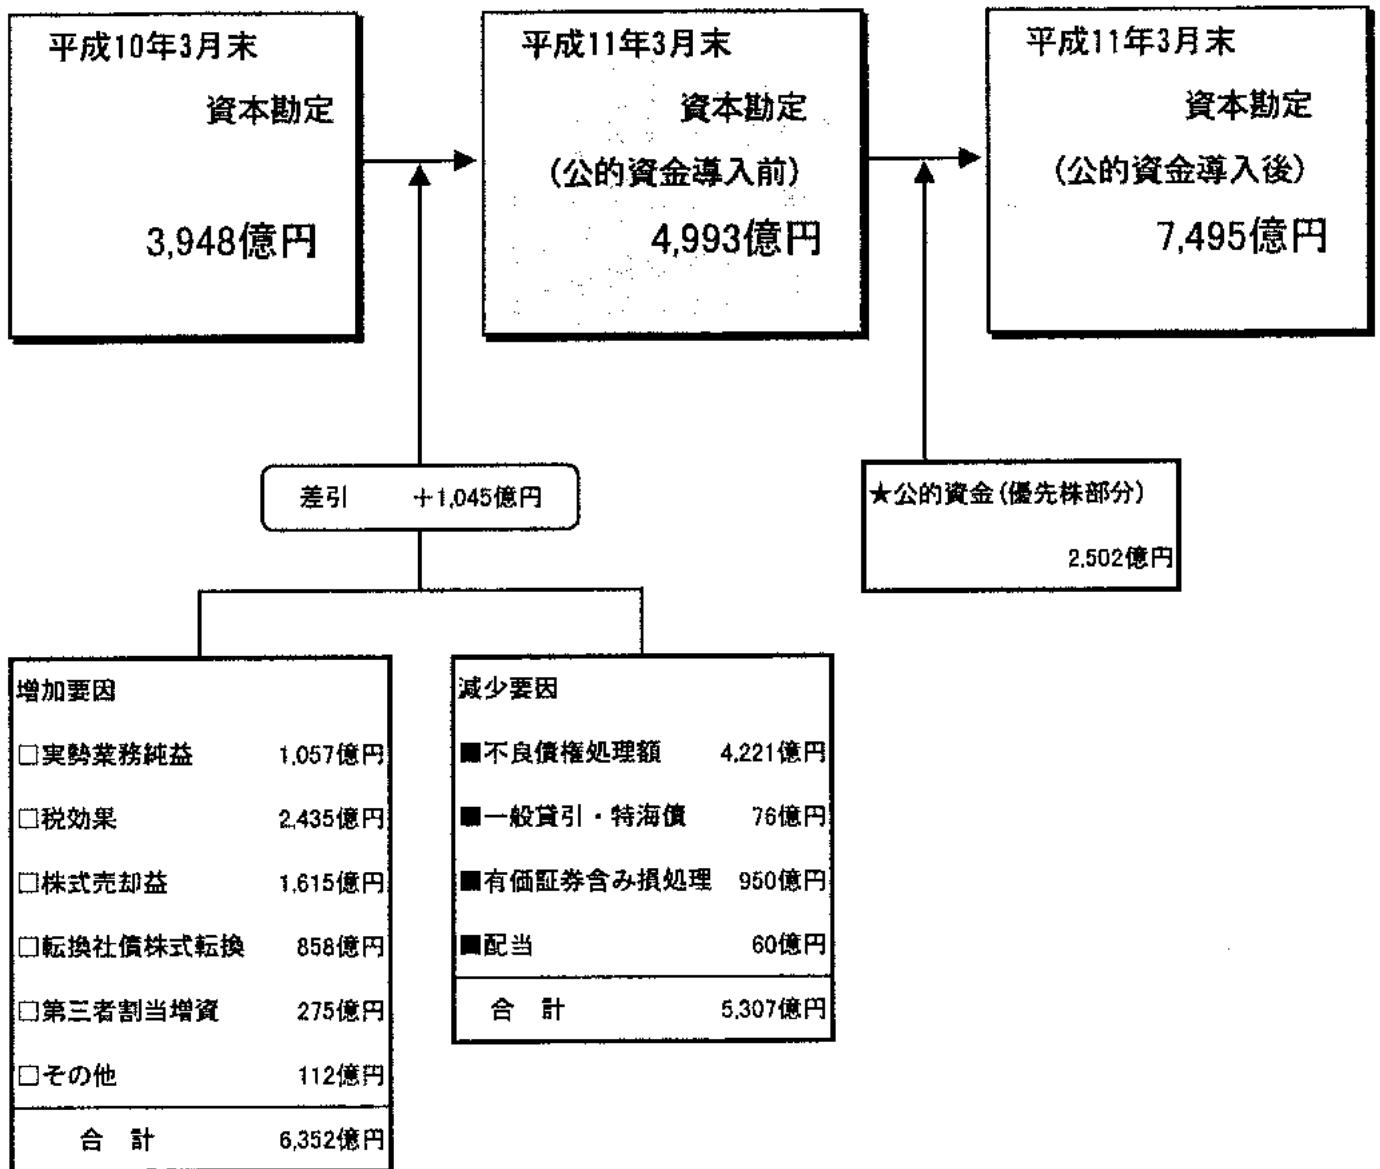 平成10年3月末
資本勘定
3,948億円
平成11年3月末
資本勘定
(公的資金導入前)
4,993億円
平成11年3月末
資本勘定
(公的資金導入後)
7,495億円
差引 +1,045億円
★公的資金(優先株部分)
2,502億円
増加要因
□実勢業務純益 1,057億円
□税効果 2,435億円
□株式売却益 1,615億円
□転換社債株式転換 858億円
□第三者割当増資 275億円
□その他 112億円
合 計 6,352億円
減少要因
■不良債権処理額 4,221億円
■一般貸引・特海債 76億円
■有価証券含み損処理 950億円
■配当 60億円
合 計 5,307億円